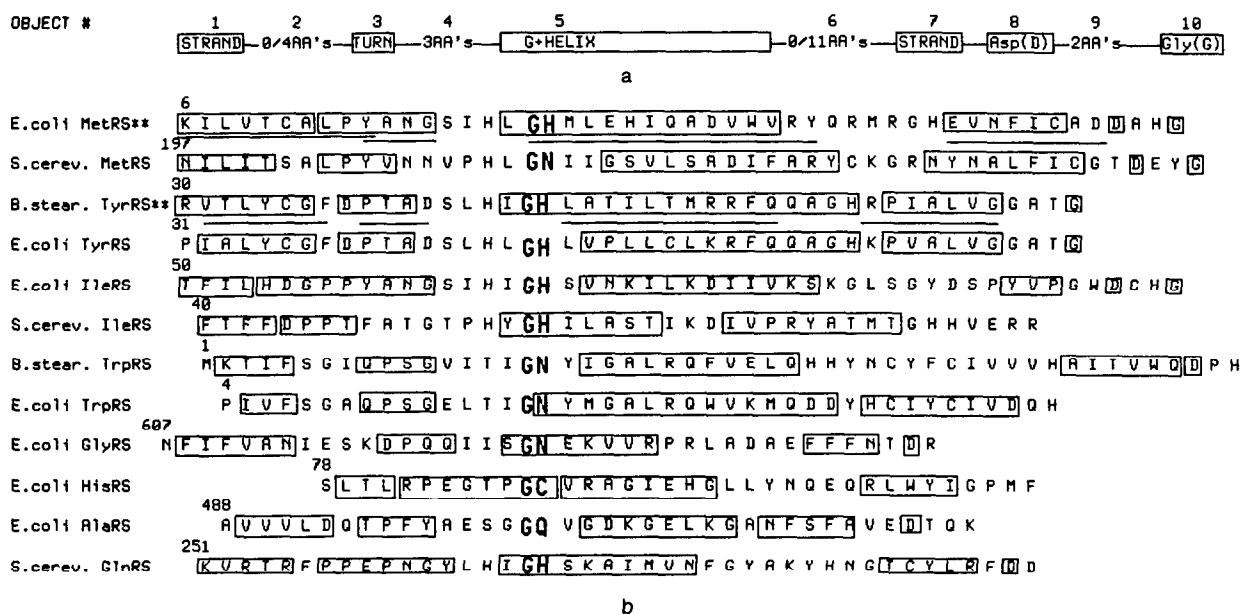 OBJECT # 1 2 3 4 5 6 7 8 9 10
STRAND 0/4AA's TURN 3AA's G+HELIX 0/11AA's STRAND Asp(D) 2AA's Gly(G)
a
6
E.coli MetRS** K I L V T C A L P Y A N G S I H L G H M L E H I Q A D V W V R Y Q R M R G H E V N F I C A D D A H G
197
S.cerev. MetRS N I L I T S A L P Y V N N V P H L G N I I G S V L S A D I F A R Y C K G R N Y N A L F I C G T D E Y G
30
B.stear. TyrRS** R V T L Y C G F D P T A D S L H I G H L A T I L T M R R F Q Q A G H R P I A L V G G A T G
31
E.coli TyrRS P I A L Y C G F D P T A D S L H L G H L V P L L C L K R F Q Q A G H K P V A L V G G A T G
50
E.coli IleRS T F I L H D G P P Y A N G S I H I G H S V N K I L K D I I V K S K G L S G Y D S P Y V P G W D C H G
40
S.cerev. IleRS F T F F D P P T F A T G T P H Y G H I L A S T I K D I V P R Y A T M T G H H V E R R
1
B.stear. TrpRS M K T I F S G I Q P S G V I T I G N Y I G A L R Q F V E L Q H H Y N C Y F C I V V V H A I T V W Q D P H
4
E.coli TrpRS P I V F S G A Q P S G E L T I G N Y M G A L R Q W V K M Q D D Y H C I Y C I V D Q H
607
E.coli GlyRS N F I F V A N I E S K D P Q Q I I S G N E K V V R P R L A D A E F F F N T D R
78
E.coli HisRS S L T L R P E G T P G C V R A G I E H G L L Y N Q E Q R L W Y I G P M F
488
E.coli AlaRS A V V V L D Q T P F Y A E S G G Q V G D K G E L K G A N F S F A V E D T Q K
251
S.cerev. GlnRS K V R T R F P P E P N G Y L H I G H S K A I M V N F G Y A K Y H N G T C Y L R F D D
b